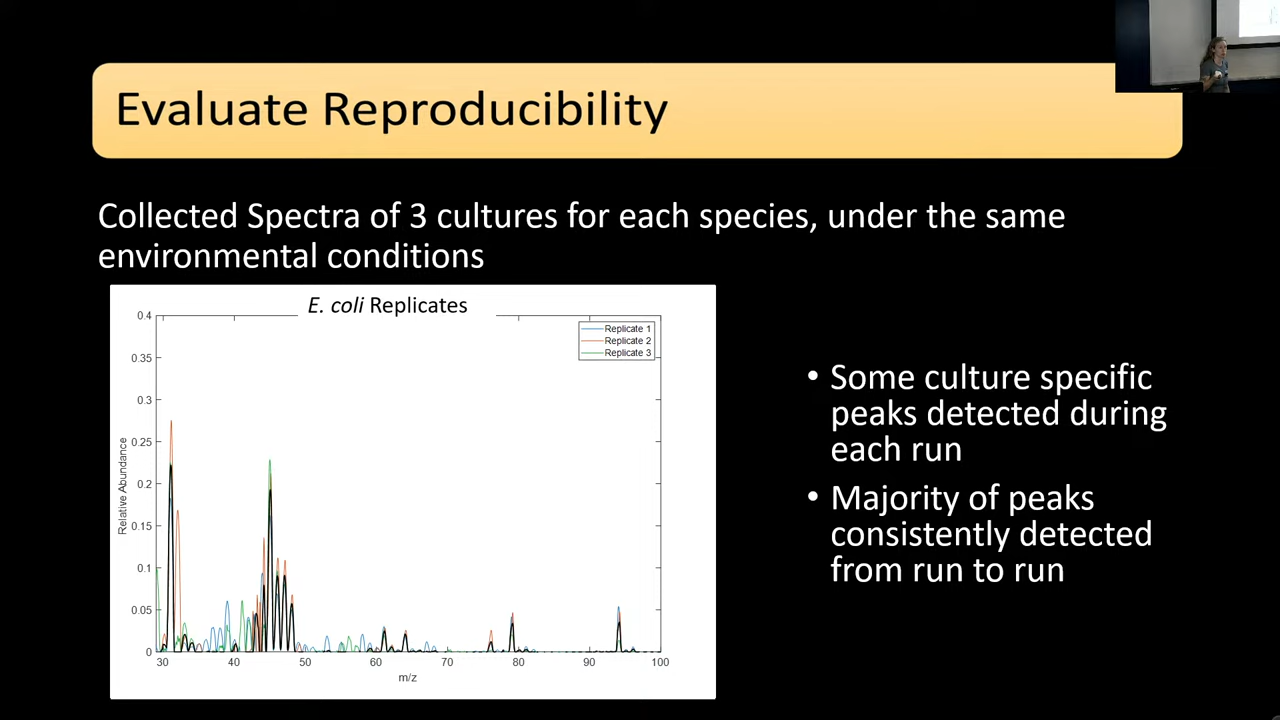 Evaluate Reproducibility
Collected Spectra of 3 cultures for each species, under the same
environmental conditions
E. coli Replicates
Replicate 1
Replicate 2
Replicate 3
0.4
0.35
0.3
0.25
0.2
0.15
0.1
0.05
0
Relative Abundance
30 40 50 60 70 80 90 100
m/z
• Some culture specific
peaks detected during
each run
• Majority of peaks
consistently detected
from run to run